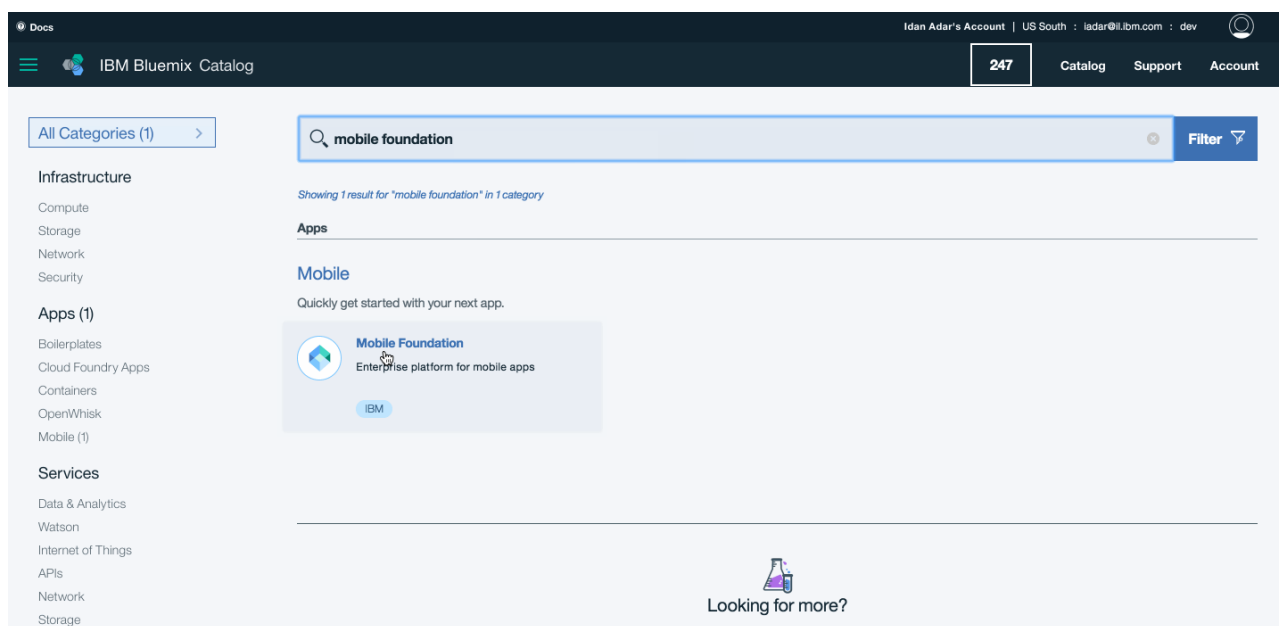 Docs
Idan Adar's Account | US South : iadar@il.ibm.com : dev
IBM Bluemix Catalog
247
Catalog
Support
Account
All Categories (1)
Infrastructure
Compute
Storage
Network
Security
Apps (1)
Boilerplates
Cloud Foundry Apps
Containers
OpenWhisk
Mobile (1)
Services
Data & Analytics
Watson
Internet of Things
APIs
Network
Storage
mobile foundation
Filter
Showing 1 result for "mobile foundation" in 1 category
Apps
Mobile
Quickly get started with your next app.
Mobile Foundation
Enterprise platform for mobile apps
IBM
Looking for more?